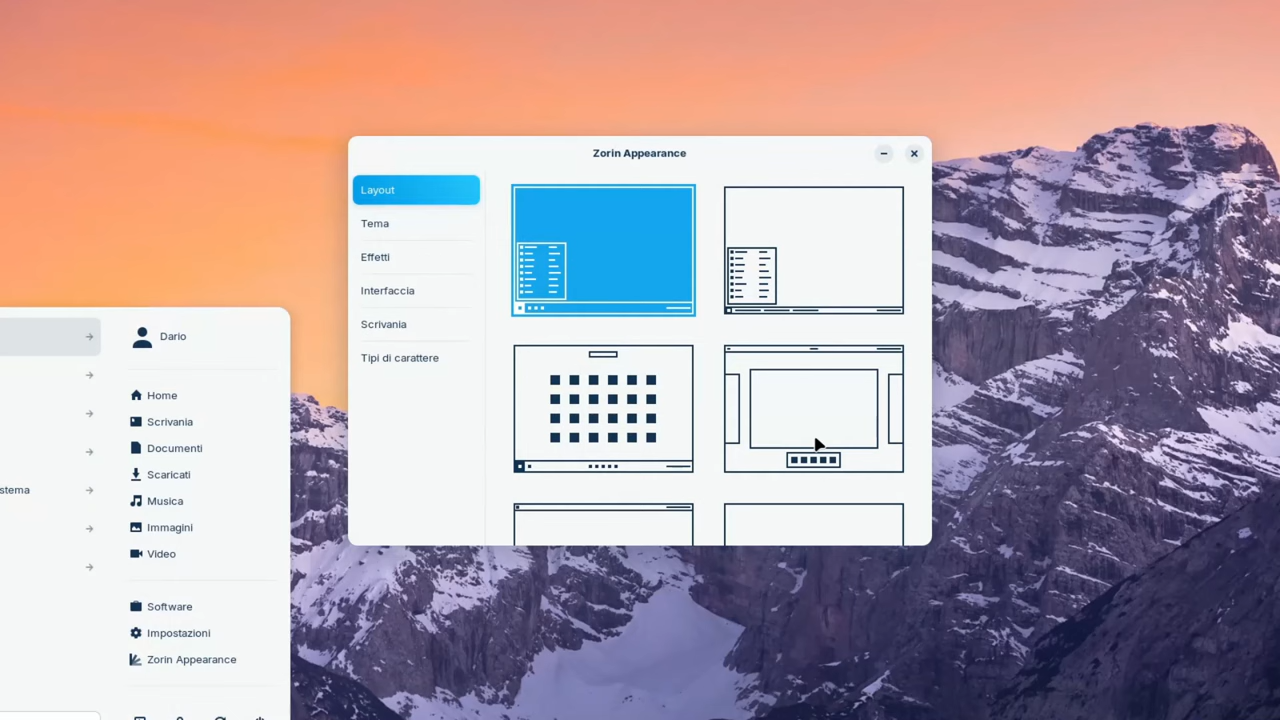 Zorin Appearance
Layout
Tema
Effetti
Interfaccia
Scrivania
Tipi di carattere
stema
Dario
Home
Scrivania
Documenti
Scaricati
Musica
Immagini
Video
Software
Impostazioni
Zorin Appearance